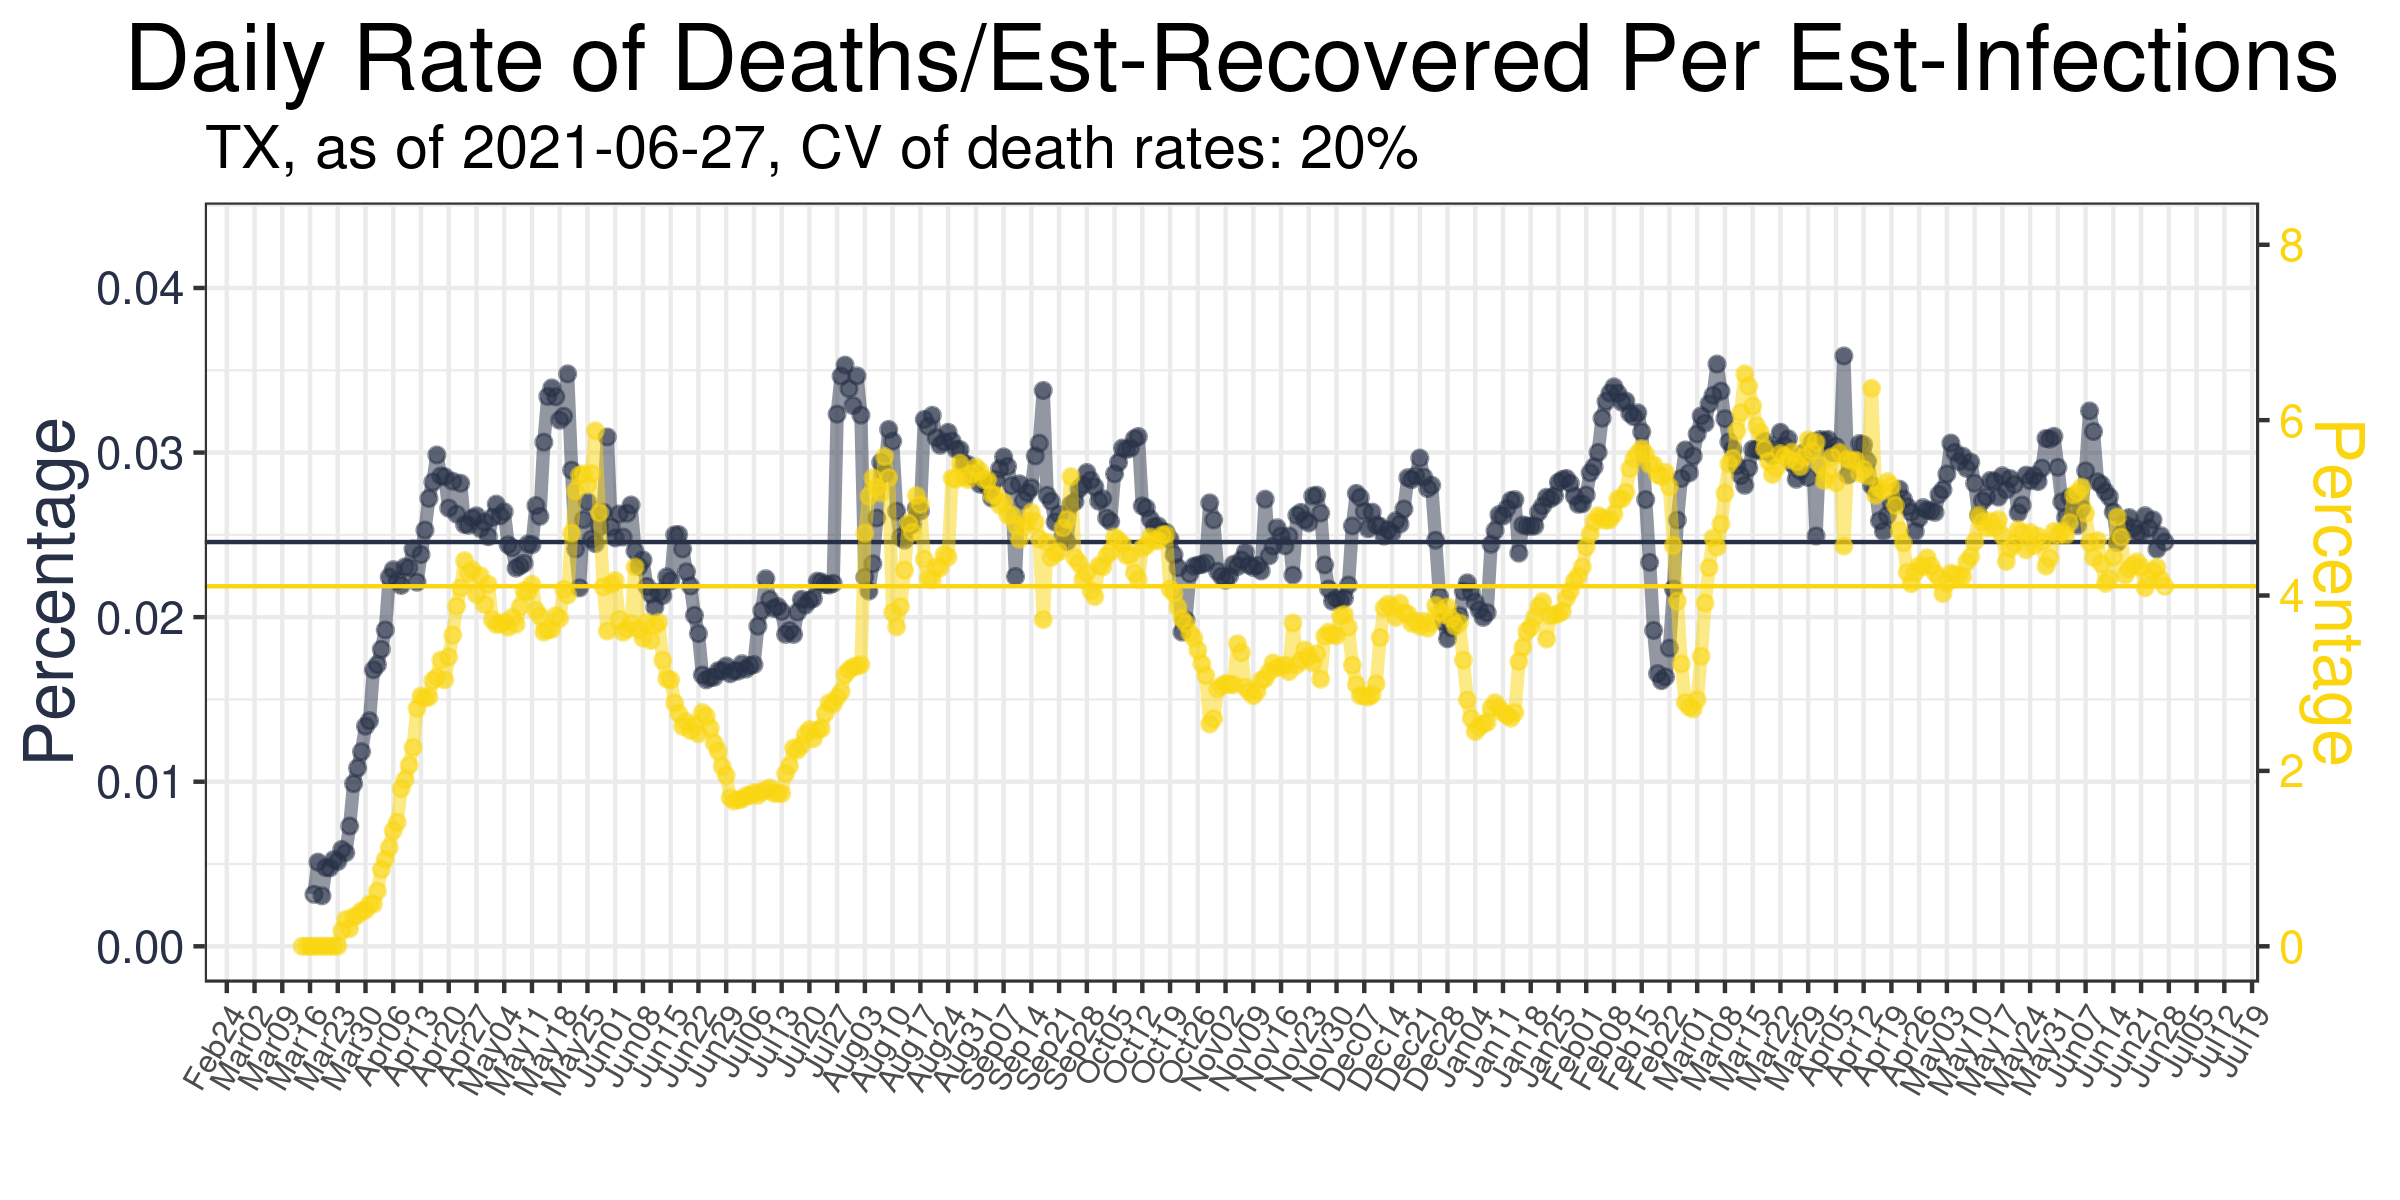 Daily Rate of Deaths/Est-Recovered Per Est-Infections
TX, as of 2021-06-27, CV of death rates: 20%
Percentage
0.04
0.03
0.02
0.01
0.00
8
6
4
2
0
Percentage
Feb24
Mar02
Mar09
Mar16
Mar23
Mar30
Apr06
Apr13
Apr20
Apr27
May04
May11
May18
May25
Jun01
Jun08
Jun15
Jun22
Jun29
Jul06
Jul13
Jul20
Jul27
Aug03
Aug10
Aug17
Aug24
Aug31
Sep07
Sep14
Sep21
Sep28
Oct05
Oct12
Oct19
Oct26
Nov02
Nov09
Nov16
Nov23
Nov30
Dec07
Dec14
Dec21
Dec28
Jan04
Jan11
Jan18
Jan25
Feb01
Feb08
Feb15
Feb22
Mar01
Mar08
Mar15
Mar22
Mar29
Apr05
Apr12
Apr19
Apr26
May03
May10
May17
May24
May31
Jun07
Jun14
Jun21
Jun28
Jul05
Jul12
Jul19